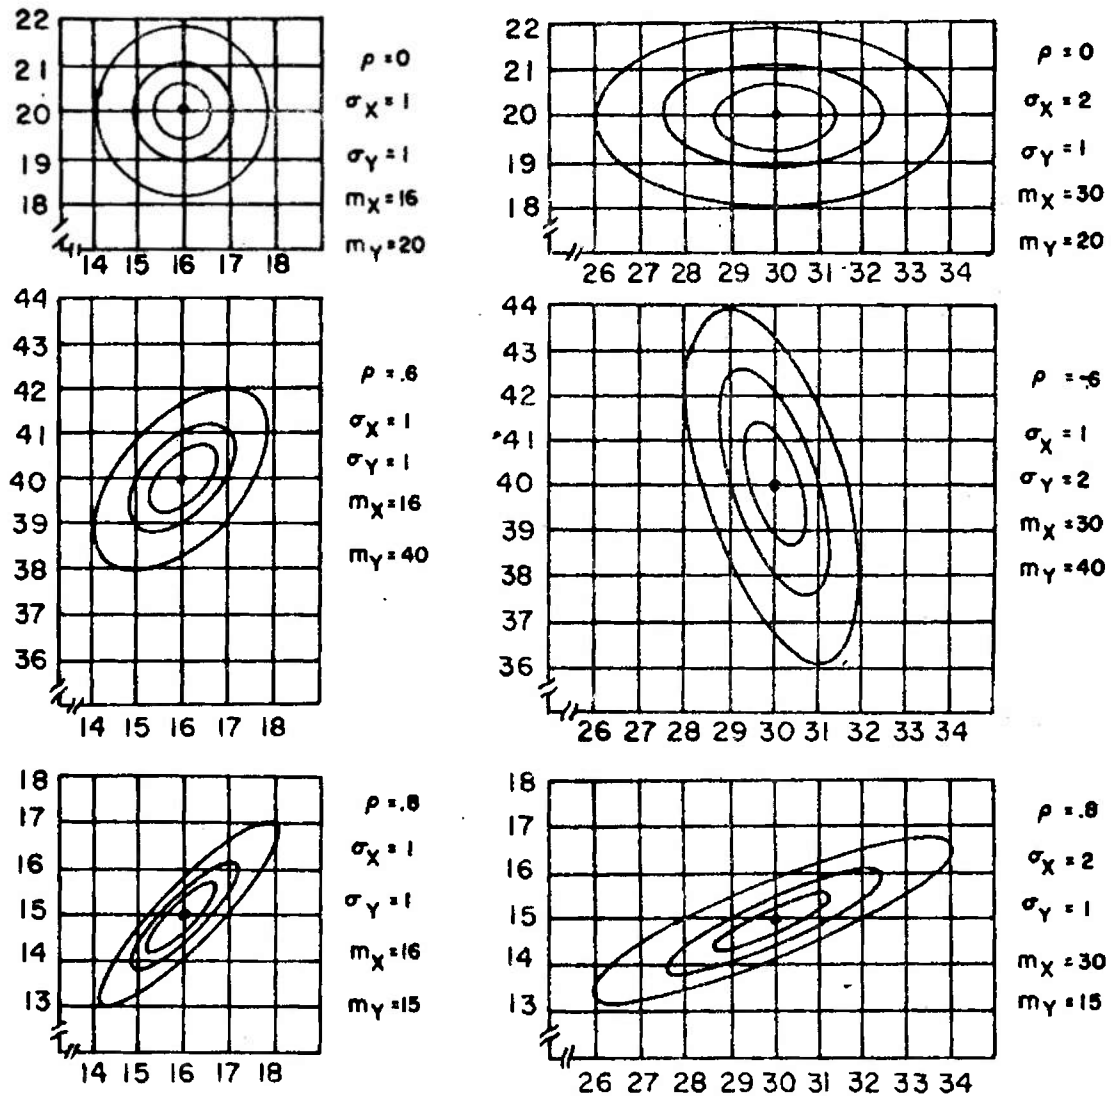 22
21
20
19
18
14 15 16 17 18
ρ = 0
σX = 1
σY = 1
mX = 16
mY = 20
22
21
20
19
18
26 27 28 29 30 31 32 33 34
ρ = 0
σX = 2
σY = 1
mX = 30
mY = 20
44
43
42
41
40
39
38
37
36
14 15 16 17 18
ρ = .6
σX = 1
σY = 1
mX = 16
mY = 40
44
43
42
41
40
39
38
37
36
26 27 28 29 30 31 32 33 34
ρ = -.6
σX = 1
σY = 2
mX = 30
mY = 40
18
17
16
15
14
13
14 15 16 17 18
ρ = .8
σX = 1
σY = 1
mX = 16
mY = 15
18
17
16
15
14
13
26 27 28 29 30 31 32 33 34
ρ = .8
σX = 2
σY = 1
mX = 30
mY = 15